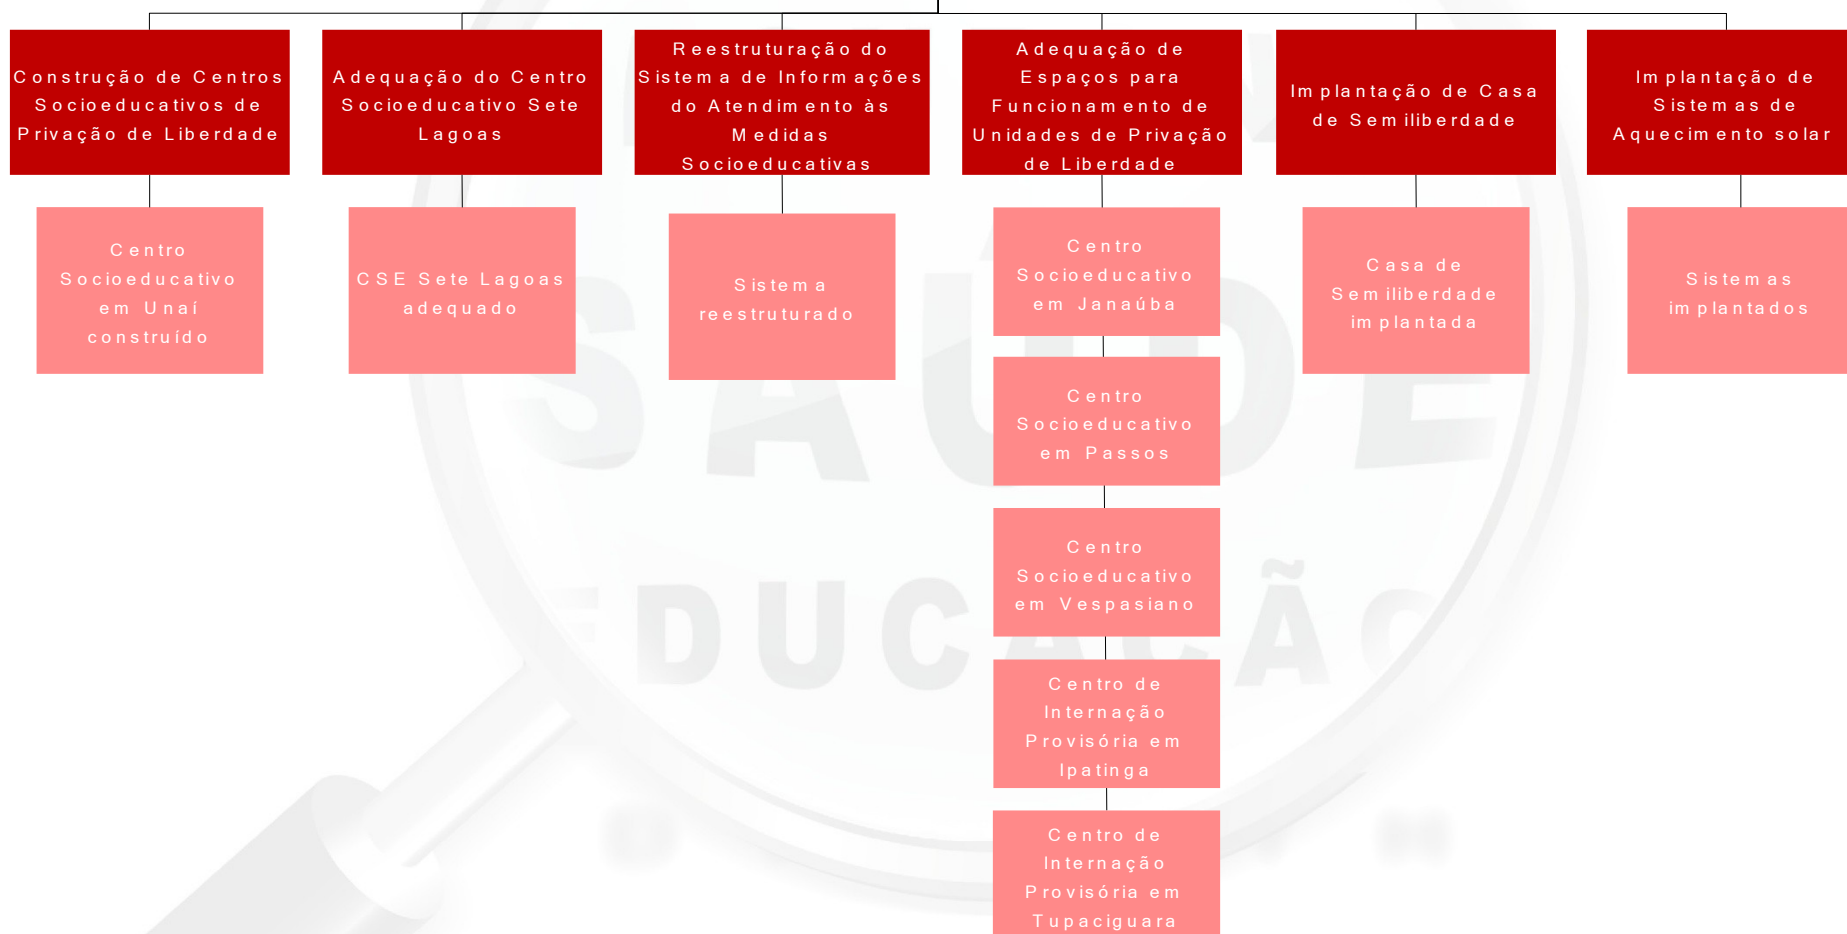 Construção de Centros
Socioeducativos de
Privação de Liberdade
Adequação do Centro
Socioeducativo Sete
Lagoas
Reestruturação do
Sistema de Informações
do Atendimento às
Medidas
Socioeducativas
Adequação de
Espaços para
Funcionamento de
Unidades de Privação
de Liberdade
Implantação de Casa
de Semiliberdade
Implantação de
Sistemas de
Aquecimento solar
Centro
Socioeducativo
em Unaí
construído
CSE Sete Lagoas
adequado
Sistema
reestruturado
Centro
Socioeducativo
em Janaúba
Casa de
Semiliberdade
implantada
Sistemas
implantados
Centro
Socioeducativo
em Passos
Centro
Socioeducativo
em Vespasiano
Centro de
Internação
Provisória em
Ipatinga
Centro de
Internação
Provisória em
Tupaciguara
SAÚDE
EDUCAÇÃO